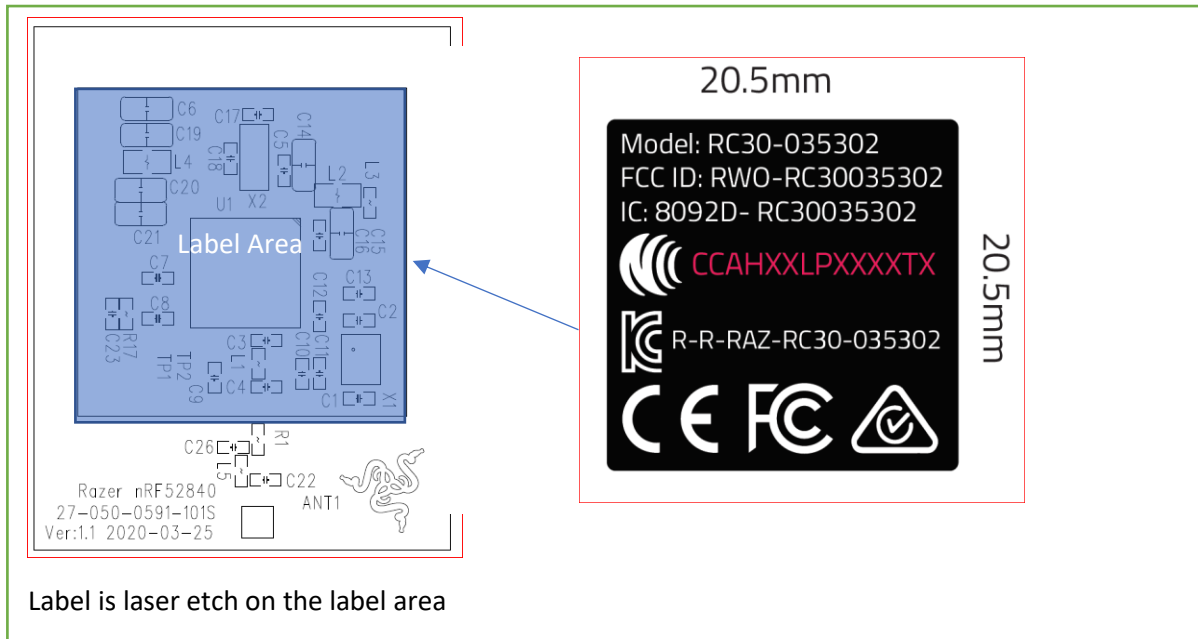 C6
C19
L4
C20
C21
C17
C18
X2
C5
C14
L2
L3
U1
Label Area
C15
C16
C7
C8
C13
C12
C2
C23
R17
TP1
TP2
C9
C3
L1
C4
C10
C11
C1
X1
R1
C26
L5
C22
ANT1
Razer nRF52840
27-050-0591-101S
Ver:1.1 2020-03-25
20.5mm
Model: RC30-035302
FCC ID: RWO-RC30035302
IC: 8092D- RC30035302
CCAHXXLPXXXXTX
R-R-RAZ-RC30-035302
CE FC
20.5mm
Label is laser etch on the label area